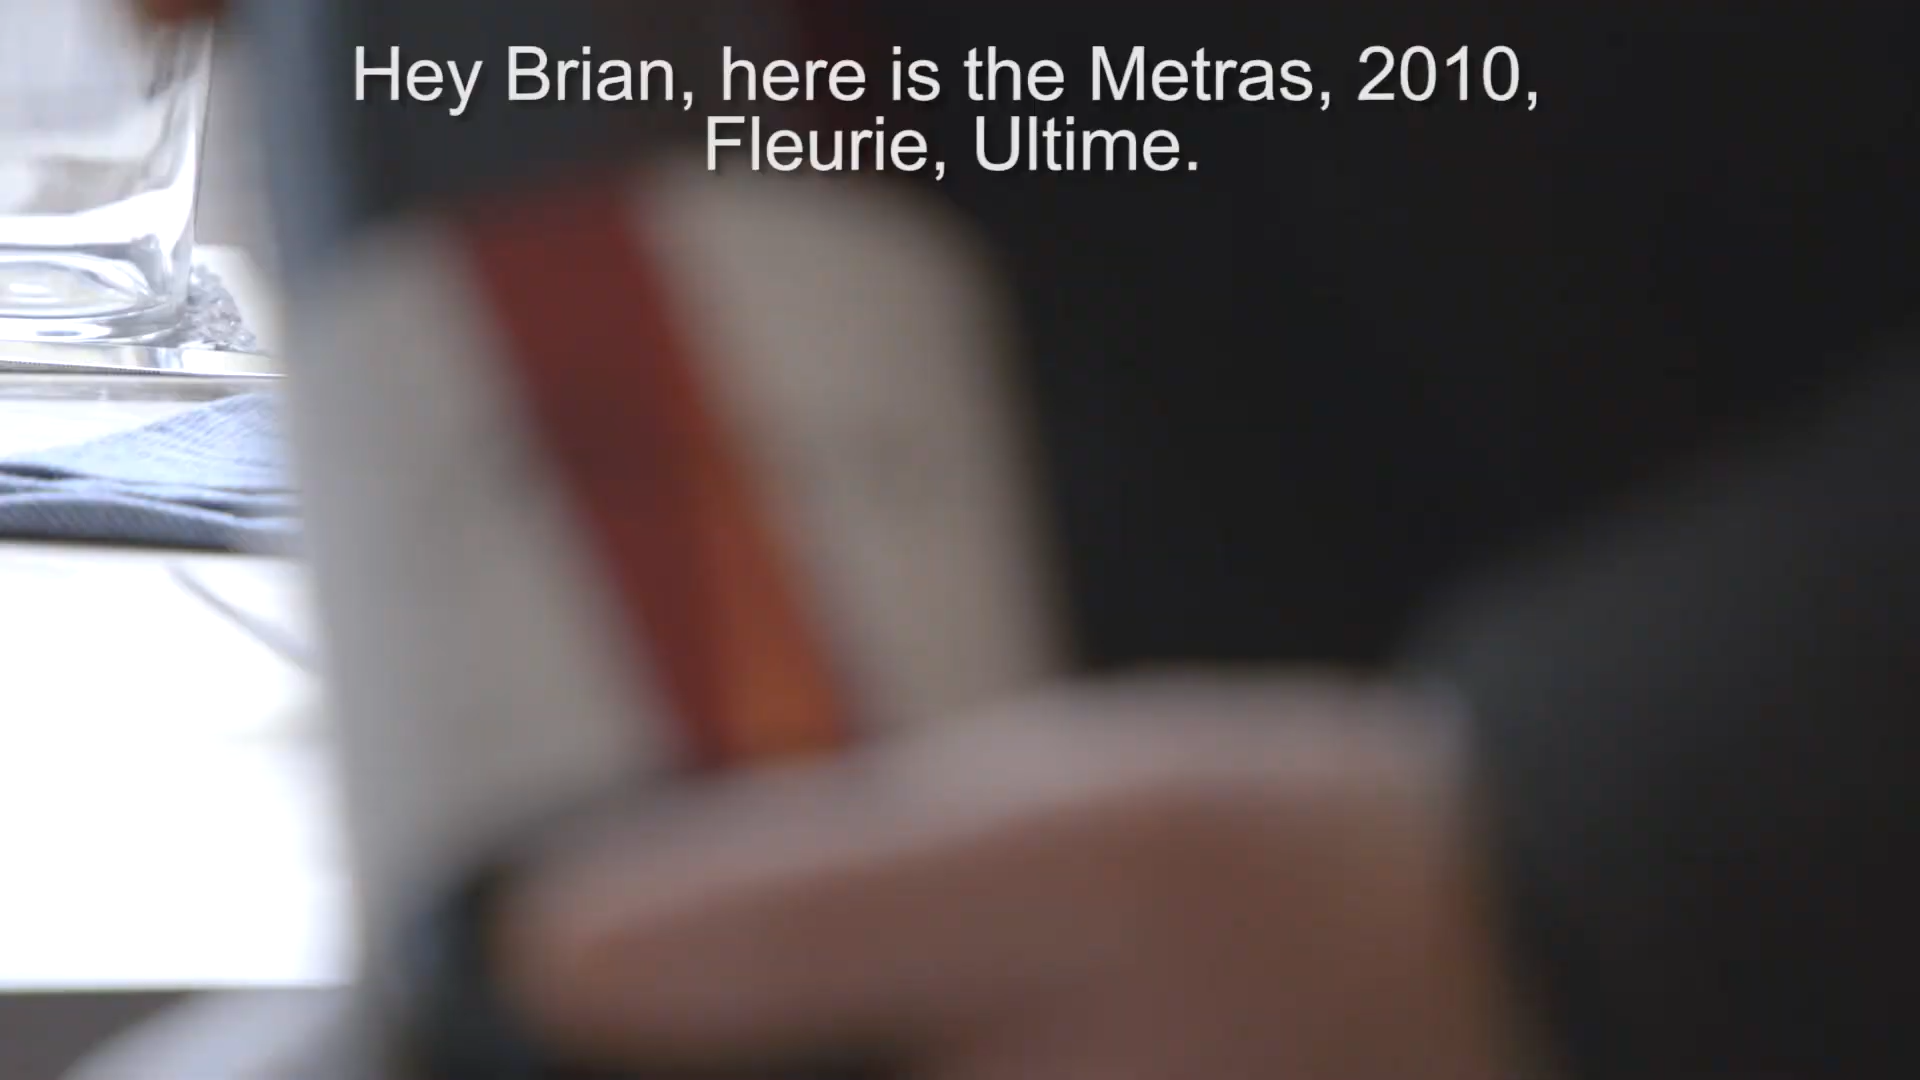 Hey Brian, here is the Metras, 2010,
Fleurie, Ultime.